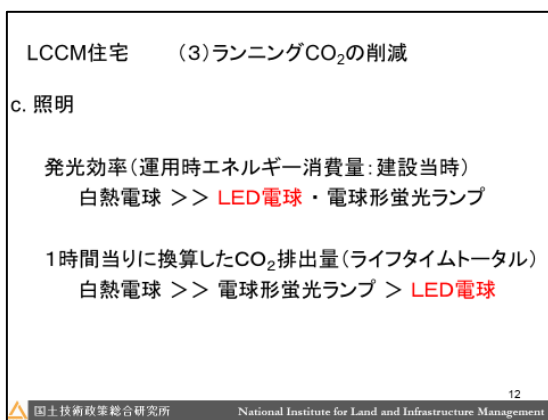 LCCM住宅　（3）ランニングCO₂の削減
c. 照明
発光効率（運用時エネルギー消費量：建設当時）
白熱電球 ＞＞ LED電球 ・ 電球形蛍光ランプ
1時間当りに換算したCO₂排出量（ライフタイムトータル）
白熱電球 ＞＞ 電球形蛍光ランプ ＞ LED電球
12
国土技術政策総合研究所　National Institute for Land and Infrastructure Management